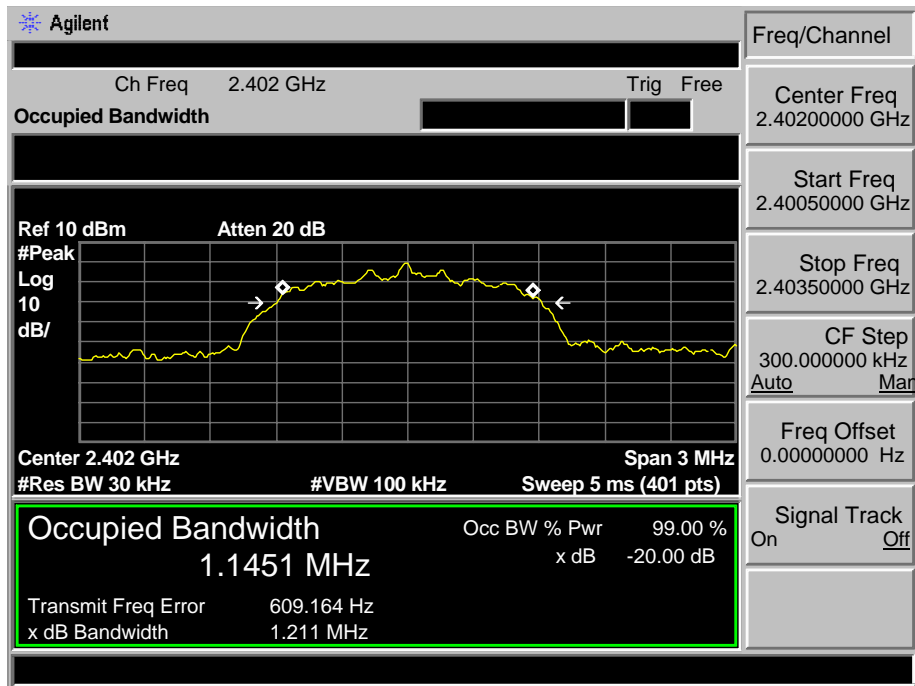 Agilent
Freq/Channel
Ch Freq 2.402 GHz Trig Free
Occupied Bandwidth
Center Freq
2.40200000 GHz
Start Freq
2.40050000 GHz
Stop Freq
2.40350000 GHz
CF Step
300.000000 kHz
Auto Man
Freq Offset
0.00000000 Hz
Signal Track
On Off
Ref 10 dBm Atten 20 dB
#Peak
Log
10
dB/
Center 2.402 GHz Span 3 MHz
#Res BW 30 kHz #VBW 100 kHz Sweep 5 ms (401 pts)
Occupied Bandwidth Occ BW % Pwr 99.00 %
1.1451 MHz x dB -20.00 dB
Transmit Freq Error 609.164 Hz
x dB Bandwidth 1.211 MHz